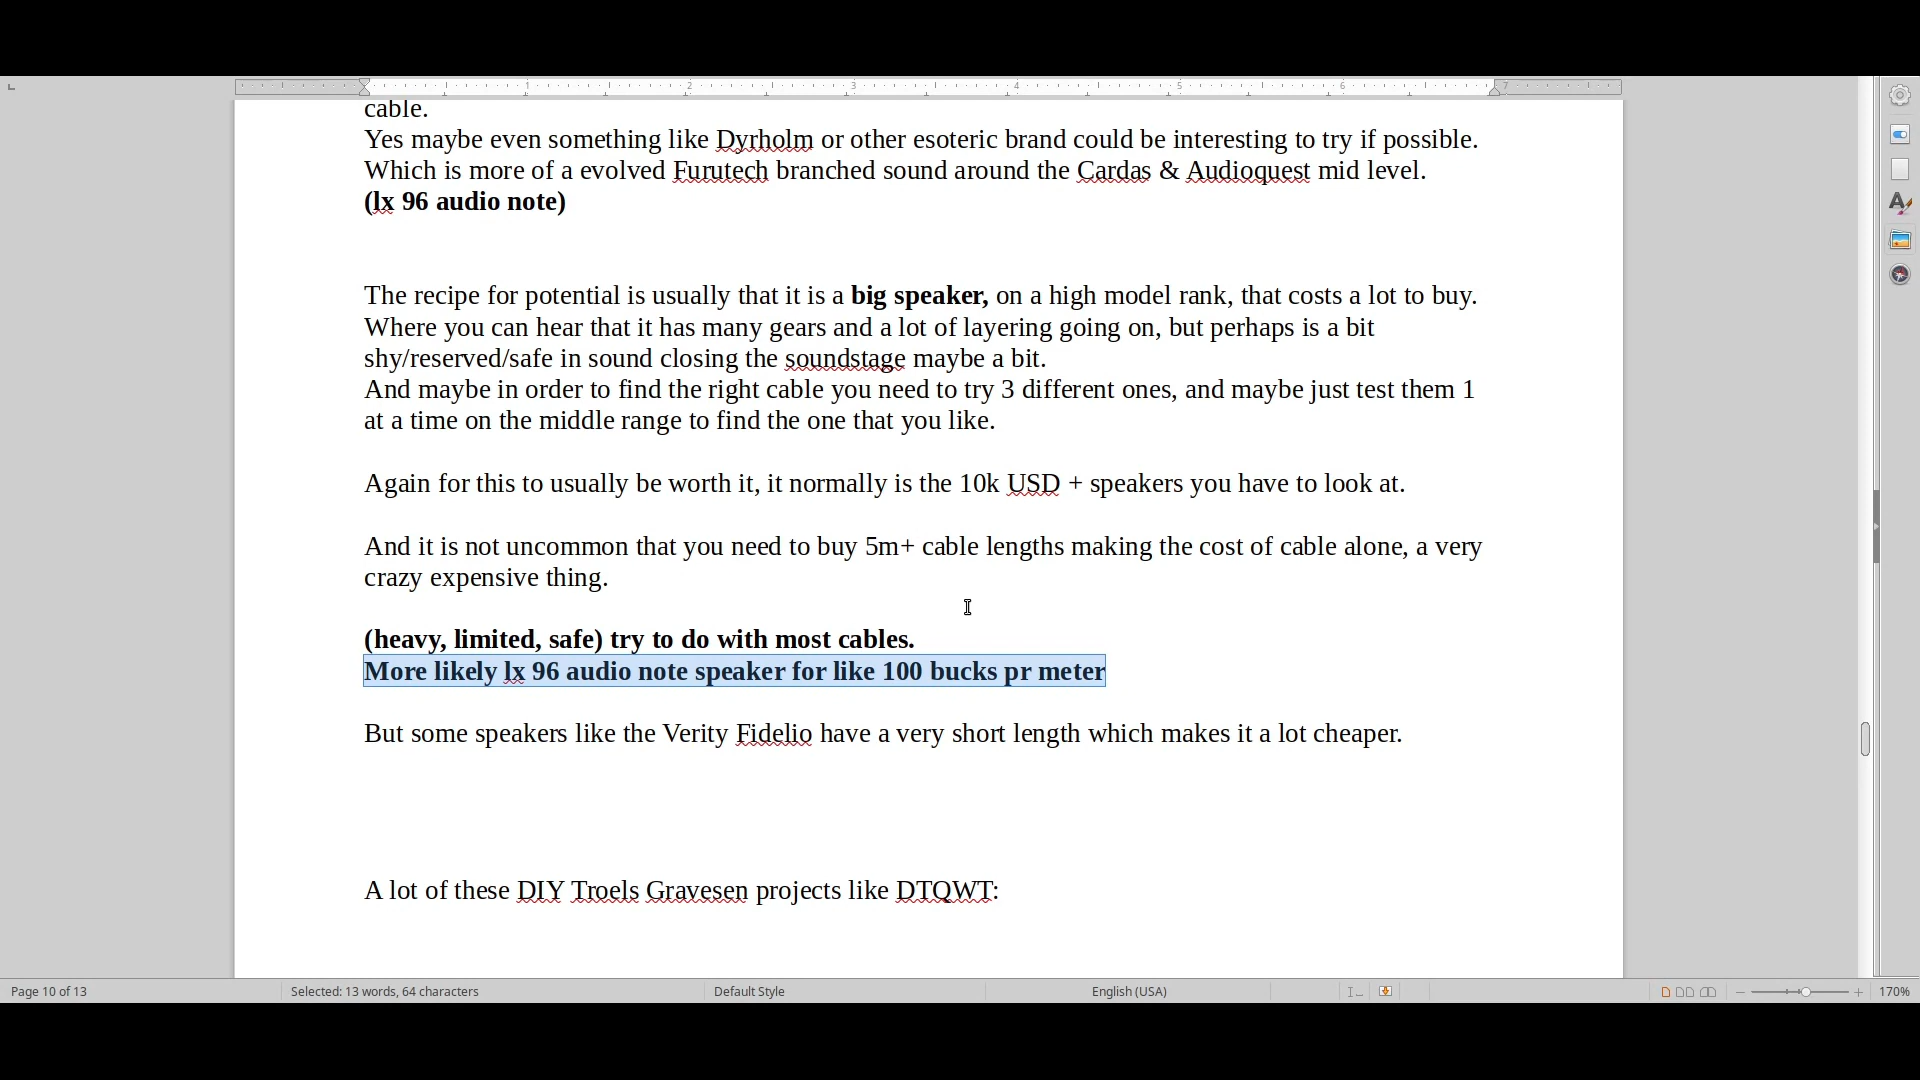 1 2 3 4 5 6 7
cable.
Yes maybe even something like Dyrholm or other esoteric brand could be interesting to try if possible.
Which is more of a evolved Furutech branched sound around the Cardas & Audioquest mid level.
(lx 96 audio note)
The recipe for potential is usually that it is a big speaker, on a high model rank, that costs a lot to buy.
Where you can hear that it has many gears and a lot of layering going on, but perhaps is a bit
shy/reserved/safe in sound closing the soundstage maybe a bit.
And maybe in order to find the right cable you need to try 3 different ones, and maybe just test them 1
at a time on the middle range to find the one that you like.
Again for this to usually be worth it, it normally is the 10k USD + speakers you have to look at.
And it is not uncommon that you need to buy 5m+ cable lengths making the cost of cable alone, a very
crazy expensive thing.
(heavy, limited, safe) try to do with most cables.
More likely lx 96 audio note speaker for like 100 bucks pr meter
But some speakers like the Verity Fidelio have a very short length which makes it a lot cheaper.
A lot of these DIY Troels Gravesen projects like DTQWT:
Page 10 of 13 Selected: 13 words, 64 characters Default Style English (USA) 170%